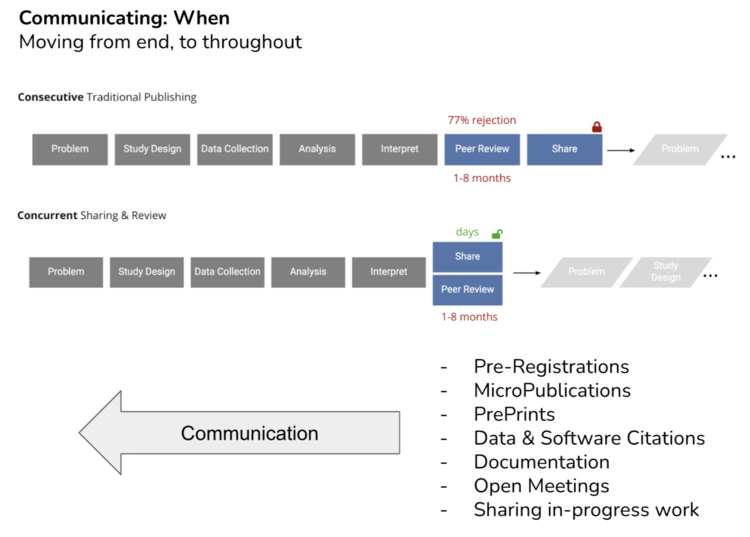 Communicating: When
Moving from end, to throughout
Consecutive Traditional Publishing
77% rejection
Problem
Study Design
Data Collection
Analysis
Interpret
Peer Review
Share
Problem
...
1-8 months
Concurrent Sharing & Review
days
Share
Problem
Study Design
Data Collection
Analysis
Interpret
Peer Review
Problem
Study
Design
...
1-8 months
Communication
- Pre-Registrations
- MicroPublications
- PrePrints
- Data & Software Citations
- Documentation
- Open Meetings
- Sharing in-progress work